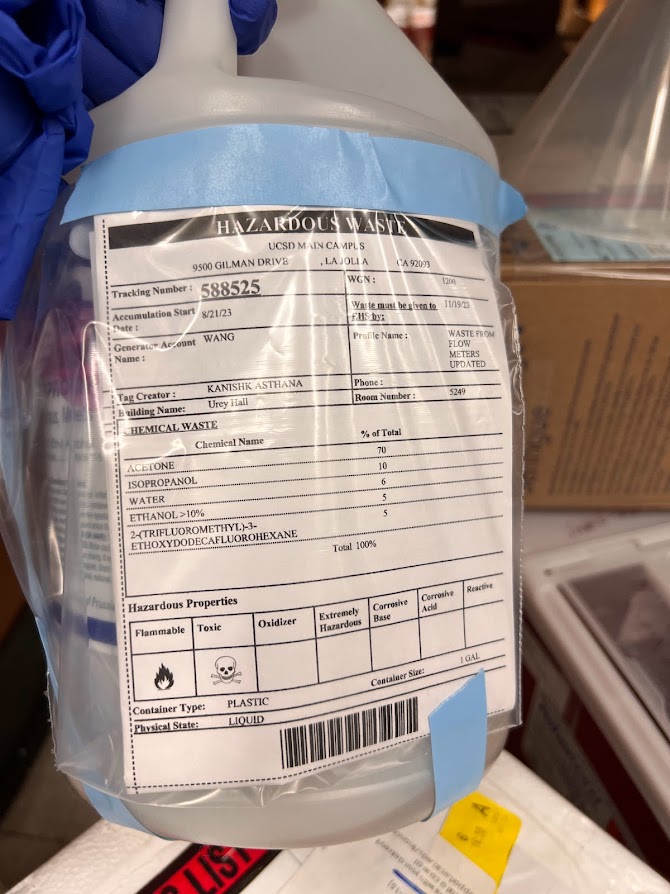 HAZARDOUS WASTE
UCSD MAIN CAMPUS
9500 GILMAN DRIVE , LA JOLLA CA 92093
Tracking Number : 588525
WGN : 1200
Accumulation Start Date : 8/21/23
Waste must be given to EHS by: 11/19/23
Generator Account Name : WANG
Profile Name : WASTE FROM
FLOW
METERS
UPDATED
Tag Creator : KANISHK ASTHANA
Phone :
Building Name: Urey Hall
Room Number : 5249
CHEMICAL WASTE
Chemical Name % of Total
ACETONE 70
ISOPROPANOL 10
WATER 6
ETHANOL >10% 5
2-(TRIFLUOROMETHYL)-3-
ETHOXYDODECAFLUOROHEXANE 5
Total 100%
Hazardous Properties
Flammable Toxic Oxidizer Extremely Hazardous Corrosive Base Corrosive Acid Reactive
Container Type: PLASTIC Container Size: 1 GAL
Physical State: LIQUID
LIST